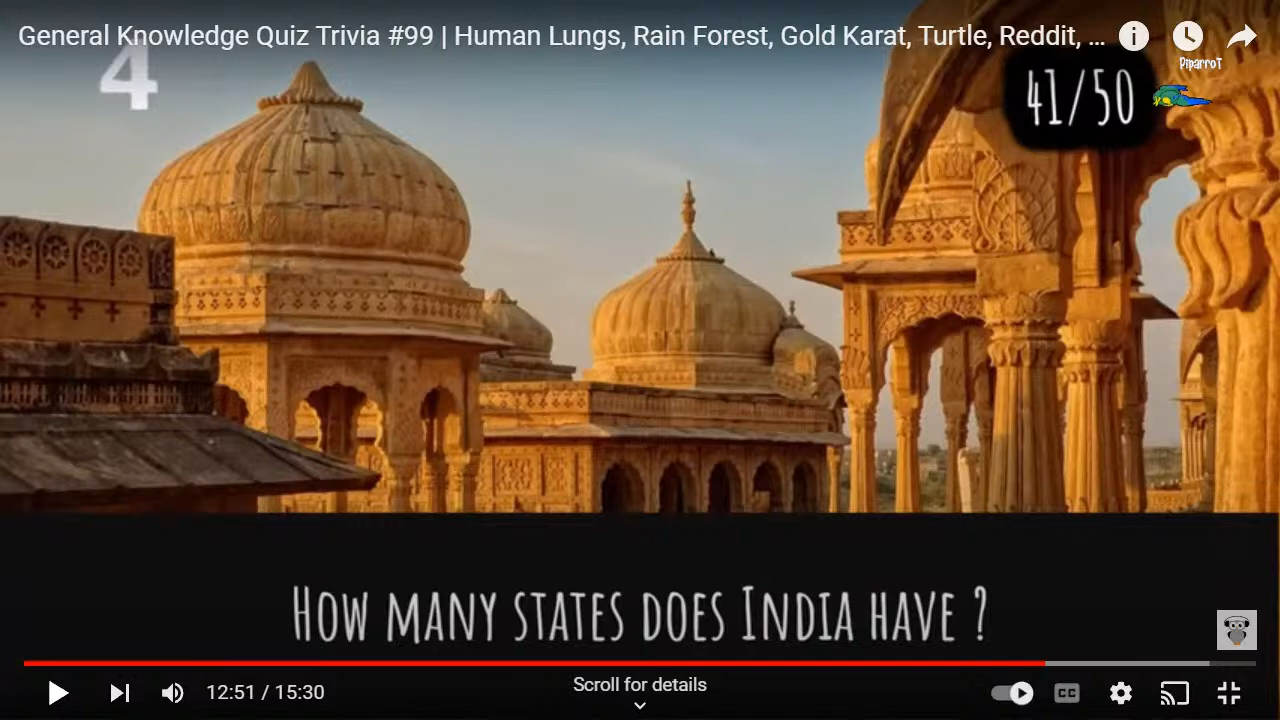 General Knowledge Quiz Trivia #99 | Human Lungs, Rain Forest, Gold Karat, Turtle, Reddit, ...
PiparroT
4
41/50
HOW MANY STATES DOES INDIA HAVE ?
12:51 / 15:30
Scroll for details
CC